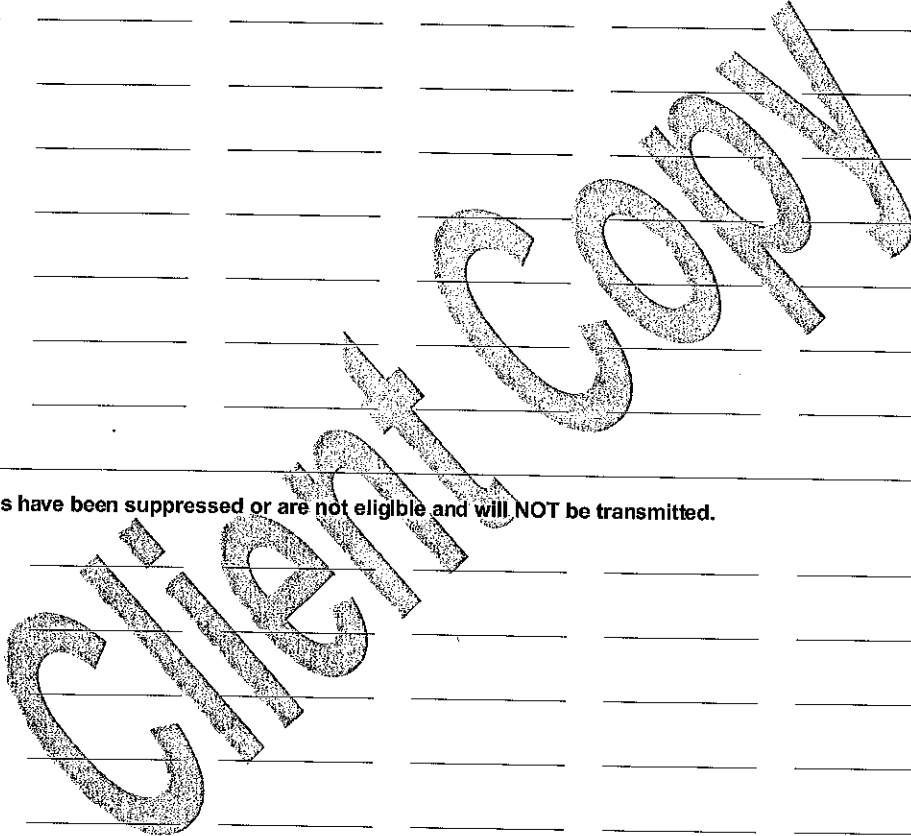 s have been suppressed or are not eligible and will NOT be transmitted.
Client Copy